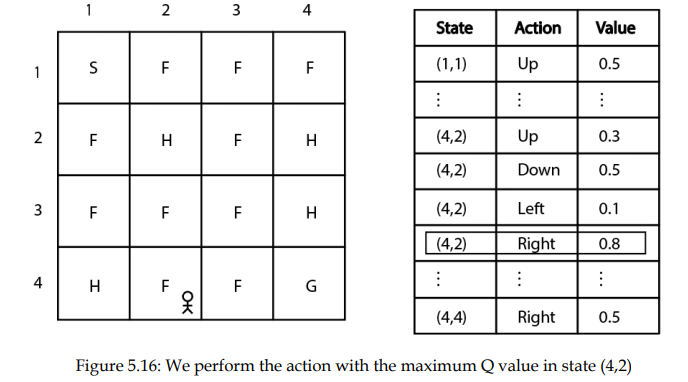 1 2 3 4
1 S F F F
2 F H F H
3 F F F H
4 H F F G
State Action Value
(1,1) Up 0.5
⋮ ⋮ ⋮
(4,2) Up 0.3
(4,2) Down 0.5
(4,2) Left 0.1
(4,2) Right 0.8
⋮ ⋮ ⋮
(4,4) Right 0.5
Figure 5.16: We perform the action with the maximum Q value in state (4,2)